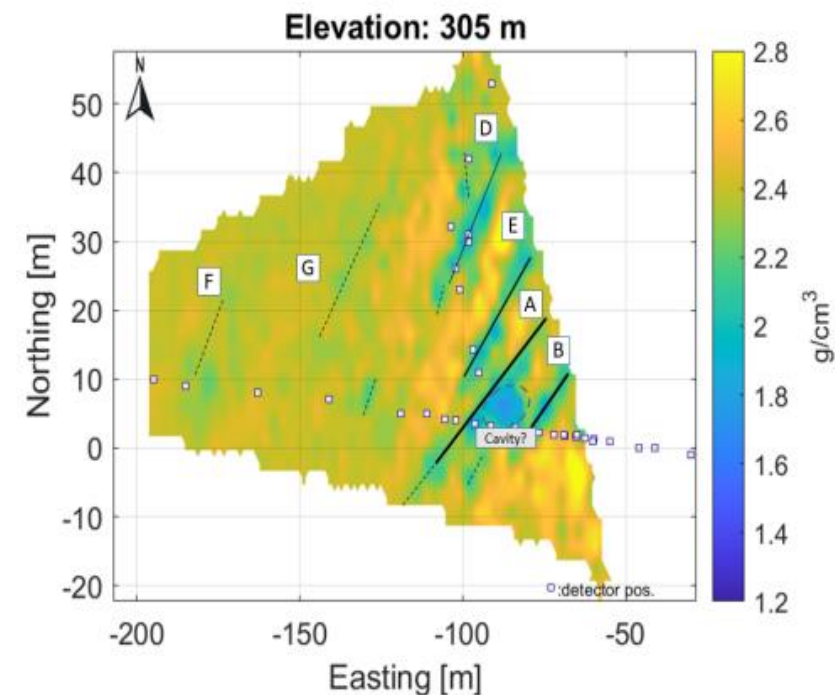 Elevation: 305 m
N
50
40
30
20
10
0
-10
-20
Northing [m]
D
E
F
G
A
B
Cavity?
:detector pos.
-200
-150
-100
-50
Easting [m]
2.8
2.6
2.4
2.2
2
1.8
1.6
1.4
1.2
g/cm³